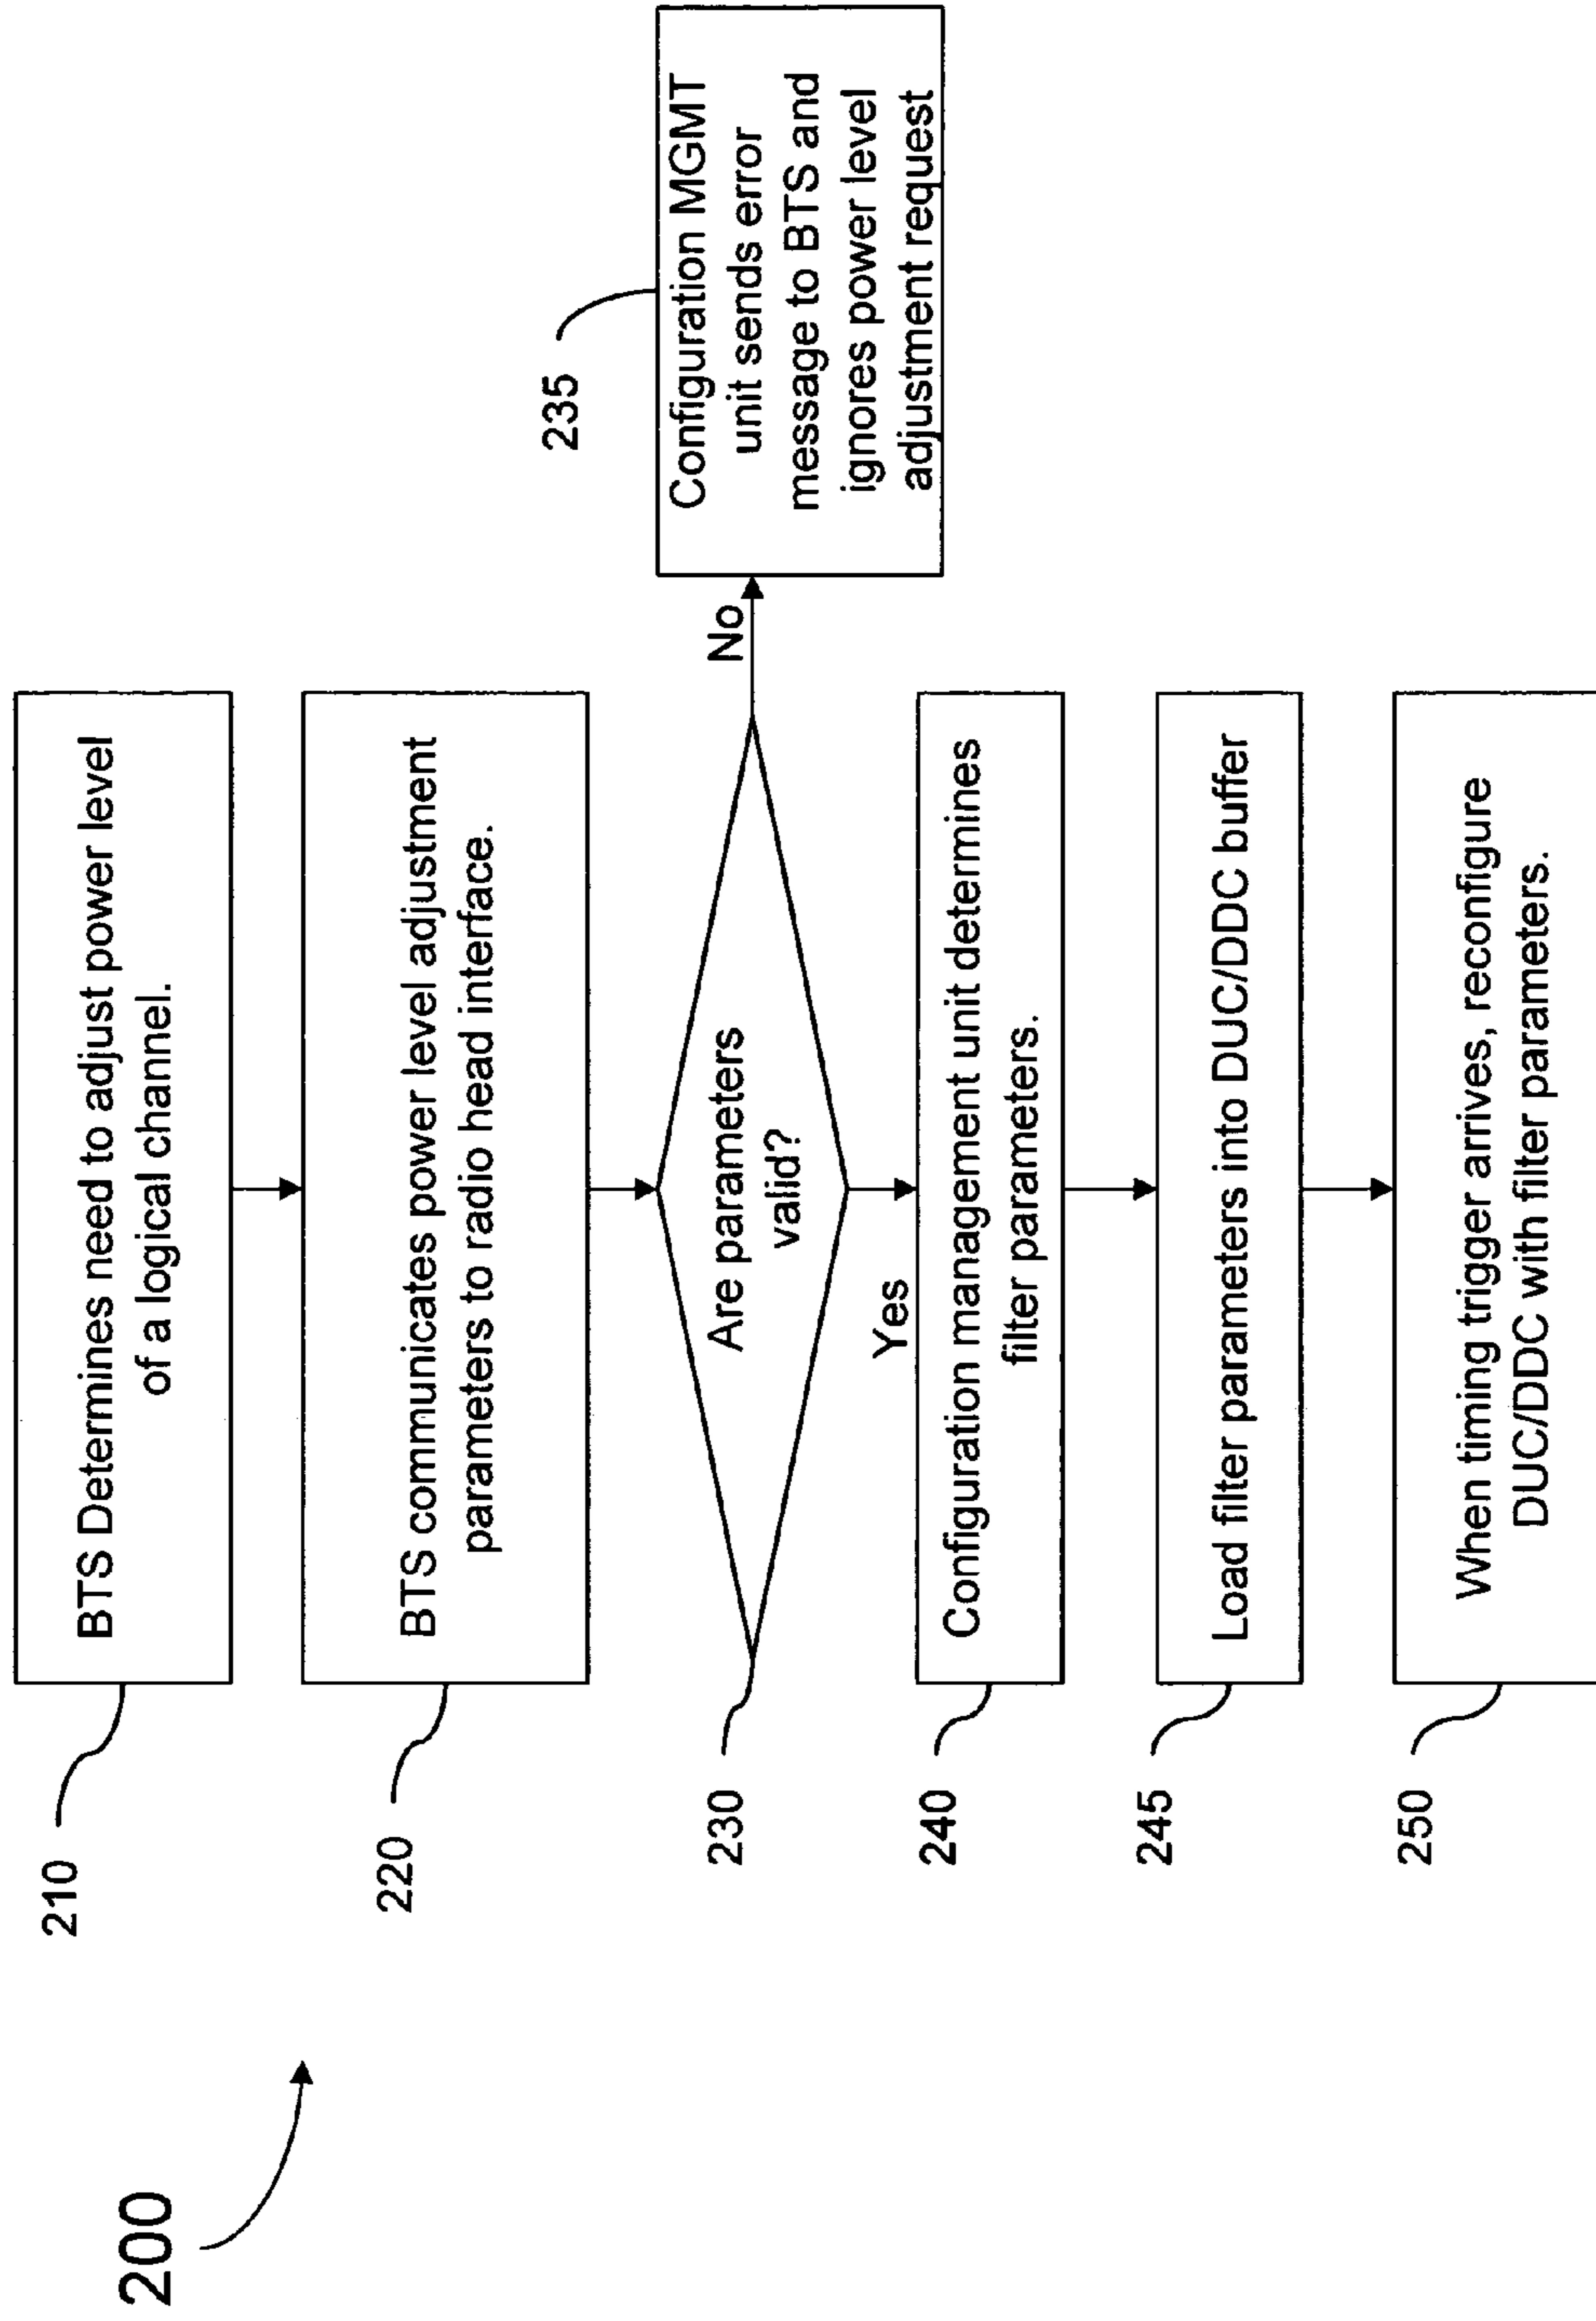 200
210
BTS Determines need to adjust power level
of a logical channel.
220
BTS communicates power level adjustment
parameters to radio head interface.
230
Are parameters
valid?
No
235
Configuration MGMT
unit sends error
message to BTS and
ignores power level
adjustment request
Yes
240
Configuration management unit determines
filter parameters.
245
Load filter parameters into DUC/DDC buffer
250
When timing trigger arrives, reconfigure
DUC/DDC with filter parameters.